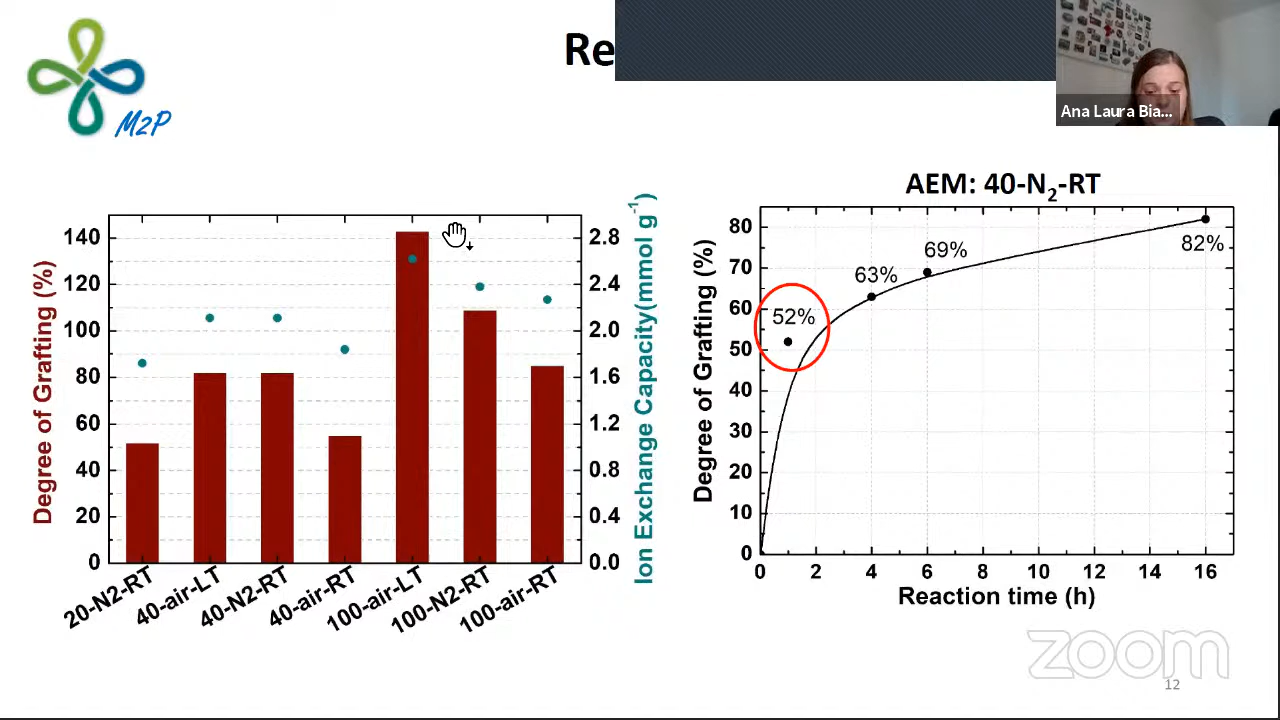 Re
M2P
Ana Laura Bia...
Degree of Grafting (%)
140
120
100
80
60
40
20
0
2.8
2.4
2.0
1.6
1.2
0.8
0.4
0.0
Ion Exchange Capacity(mmol g⁻¹)
20-N2-RT
40-air-LT
40-N2-RT
40-air-RT
100-air-LT
100-N2-RT
100-air-RT
AEM: 40-N₂-RT
Degree of Grafting (%)
80
70
60
50
40
30
20
10
0
52%
63%
69%
82%
0 2 4 6 8 10 12 14 16
Reaction time (h)
zoom
12